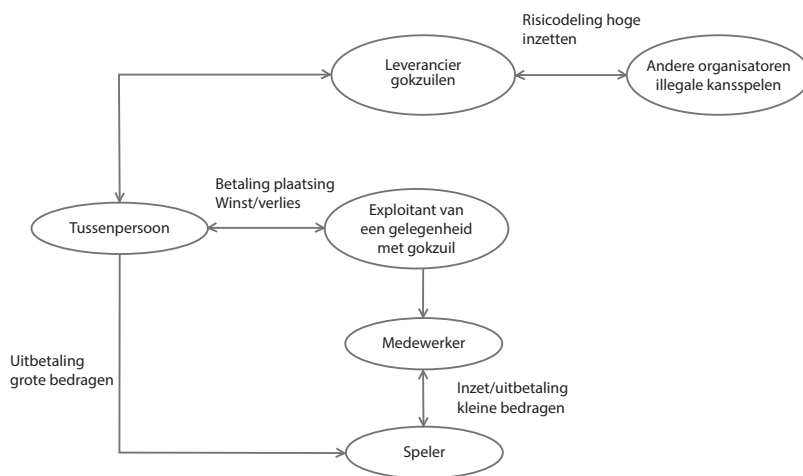 Risicodeling hoge
inzetten
Leverancier
gokzuilen
Andere organisatoren
illegale kansspelen
Betaling plaatsing
Winst/verlies
Tussenpersoon
Exploitant van
een gelegenheid
met gokzuil
Medewerker
Uitbetaling
grote bedragen
Inzet/uitbetaling
kleine bedragen
Speler